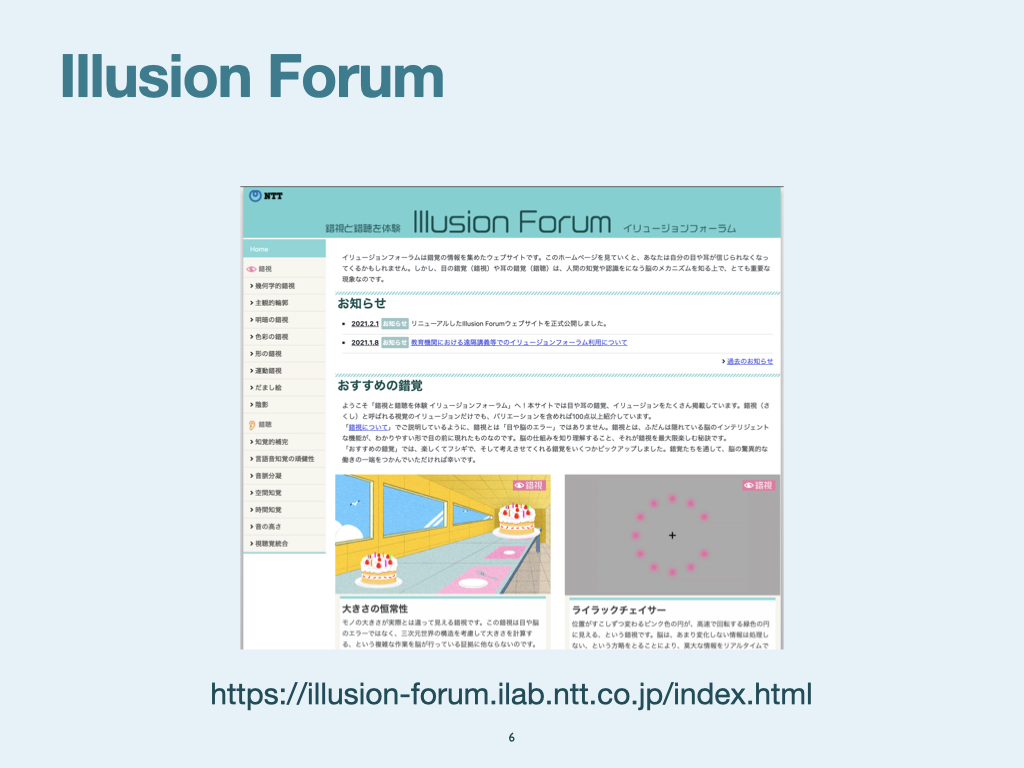 Illusion Forum
NTT
錯視と錯聴を体験 Illusion Forum イリュージョンフォーラム
Home
錯視
幾何学的錯視
主観的輪郭
明暗の錯視
色彩の錯視
形の錯視
運動錯視
だまし絵
陰影
錯聴
知覚的補完
言語音知覚の頑健性
音脈分凝
空間知覚
時間知覚
音の高さ
視聴覚統合
イリュージョンフォーラムは錯覚の情報を集めたウェブサイトです。このホームページを見ていくと、あなたは自分の目や耳が信じられなくなっ
てくるかもしれません。しかし、目の錯覚（錯視）や耳の錯覚（錯聴）は、人間の知覚や認識をになう脳のメカニズムを知る上で、とても重要な
現象なのです。
お知らせ
2021.2.1 お知らせ リニューアルしたIllusion Forumウェブサイトを正式公開しました。
2021.1.8 お知らせ 教育機関における遠隔講義等でのイリュージョンフォーラム利用について
過去のお知らせ
おすすめの錯覚
ようこそ「錯視と錯聴を体験 イリュージョンフォーラム」へ！本サイトでは目や耳の錯覚、イリュージョンをたくさん掲載しています。錯視（さ
くし）と呼ばれる視覚のイリュージョンだけでも、バリエーションを含めれば100点以上紹介しています。
「錯視について」でご説明しているように、錯視とは「目や脳のエラー」ではありません。錯視とは、ふだんは隠れている脳のインテリジェント
な機能が、わかりやすい形で目の前に現れたものなのです。脳の仕組みを知り理解すること、それが錯視を最大限楽しむ秘訣です。
「おすすめの錯覚」では、楽しくてフシギで、そして考えさせてくれる錯覚をいくつかピックアップしました。錯覚たちを通して、脳の驚異的な
働きの一端をつかんでいただければ幸いです。
錯視
錯視
大きさの恒常性
モノの大きさが実際とは違って見える錯視です。この錯視は目や脳
のエラーではなく、三次元世界の構造を考慮して大きさを計算す
る、という複雑な作業を脳が行っている証拠に他ならないのです。
ライラックチェイサー
位置がすこしずつ変わるピンク色の円が、高速で回転する緑色の円
に見える、という錯視です。脳は、あまり変化しない情報は処理し
ない、という方略をとることにより、莫大な情報をリアルタイムで
https://illusion-forum.ilab.ntt.co.jp/index.html
6